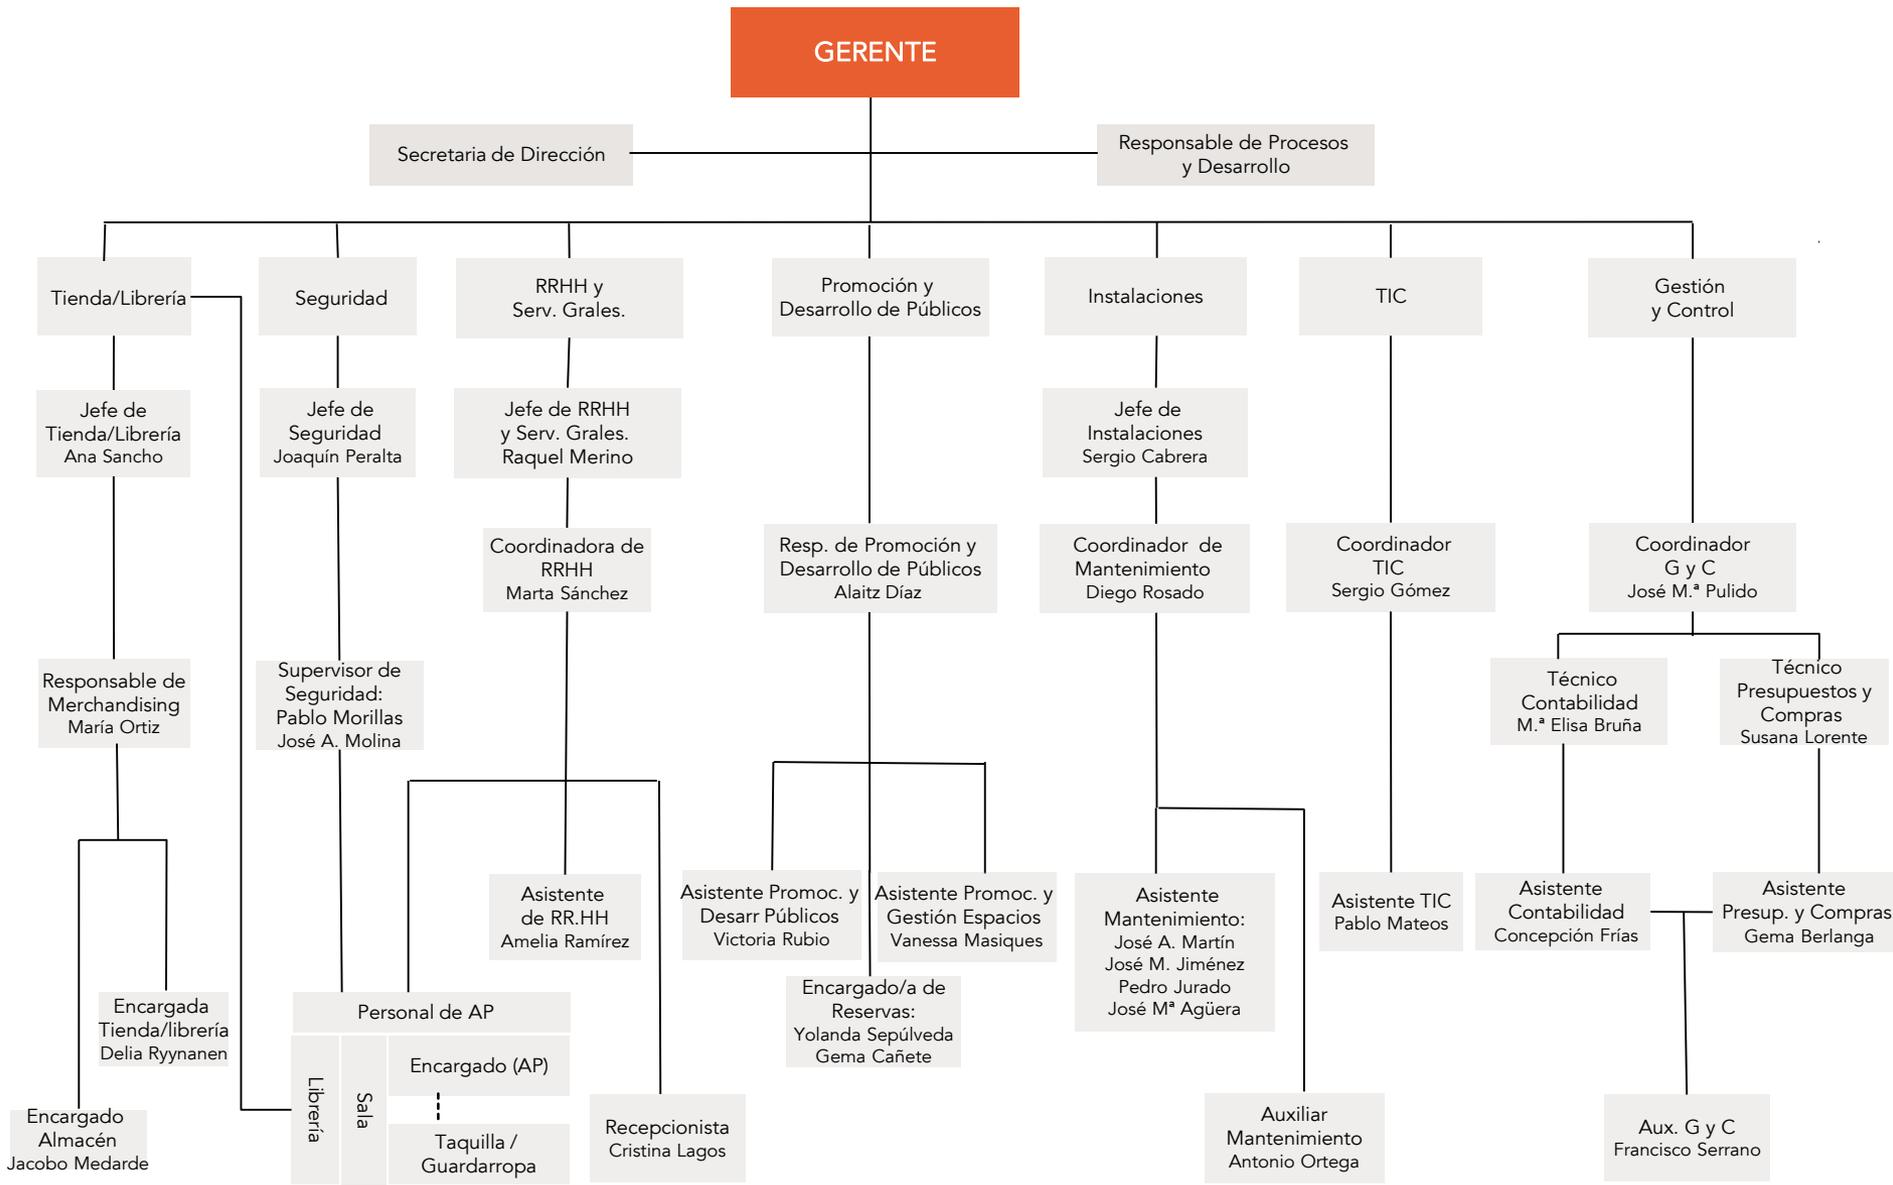 GERENTE
Secretaria de Dirección
Responsable de Procesos
y Desarrollo
Tienda/Librería
Seguridad
RRHH y
Serv. Grales.
Promoción y
Desarrollo de Públicos
Instalaciones
TIC
Gestión
y Control
Jefe de
Tienda/Librería
Ana Sancho
Jefe de
Seguridad
Joaquín Peralta
Jefe de RRHH
y Serv. Grales.
Raquel Merino
Jefe de
Instalaciones
Sergio Cabrera
Coordinadora de
RRHH
Marta Sánchez
Resp. de Promoción y
Desarrollo de Públicos
Alaitz Díaz
Coordinador de
Mantenimiento
Diego Rosado
Coordinador
TIC
Sergio Gómez
Coordinador
G y C
José M.ª Pulido
Responsable de
Merchandising
María Ortiz
Supervisor de
Seguridad:
Pablo Morillas
José A. Molina
Técnico
Contabilidad
M.ª Elisa Bruña
Técnico
Presupuestos y
Compras
Susana Lorente
Asistente
de RR.HH
Amelia Ramírez
Asistente Promoc. y
Desarr Públicos
Victoria Rubio
Asistente Promoc. y
Gestión Espacios
Vanessa Masiques
Asistente
Mantenimiento:
José A. Martín
José M. Jiménez
Pedro Jurado
José Mª Agüera
Asistente TIC
Pablo Mateos
Asistente
Contabilidad
Concepción Frías
Asistente
Presup. y Compras
Gema Berlanga
Encargada
Tienda/librería
Delia Ryynanen
Personal de AP
Encargado/a de
Reservas:
Yolanda Sepúlveda
Gema Cañete
Librería
Sala
Encargado (AP)
Taquilla /
Guardarropa
Encargado
Almacén
Jacobo Medarde
Recepcionista
Cristina Lagos
Auxiliar
Mantenimiento
Antonio Ortega
Aux. G y C
Francisco Serrano